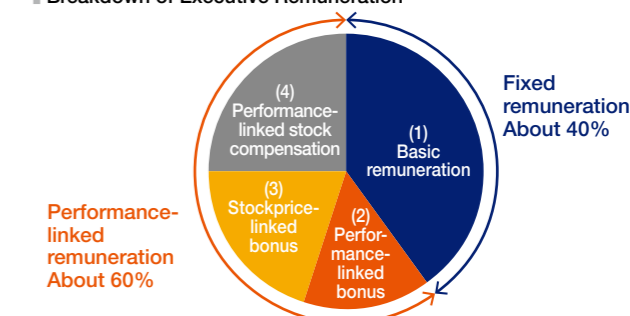 Breakdown of Executive Remuneration
(4)
Performance-
linked stock
compensation
(1)
Basic
remuneration
Fixed
remuneration
About 40%
(3)
Stockprice-
linked
bonus
(2)
Perfor-
mance-
linked
bonus
Performance-
linked
remuneration
About 60%